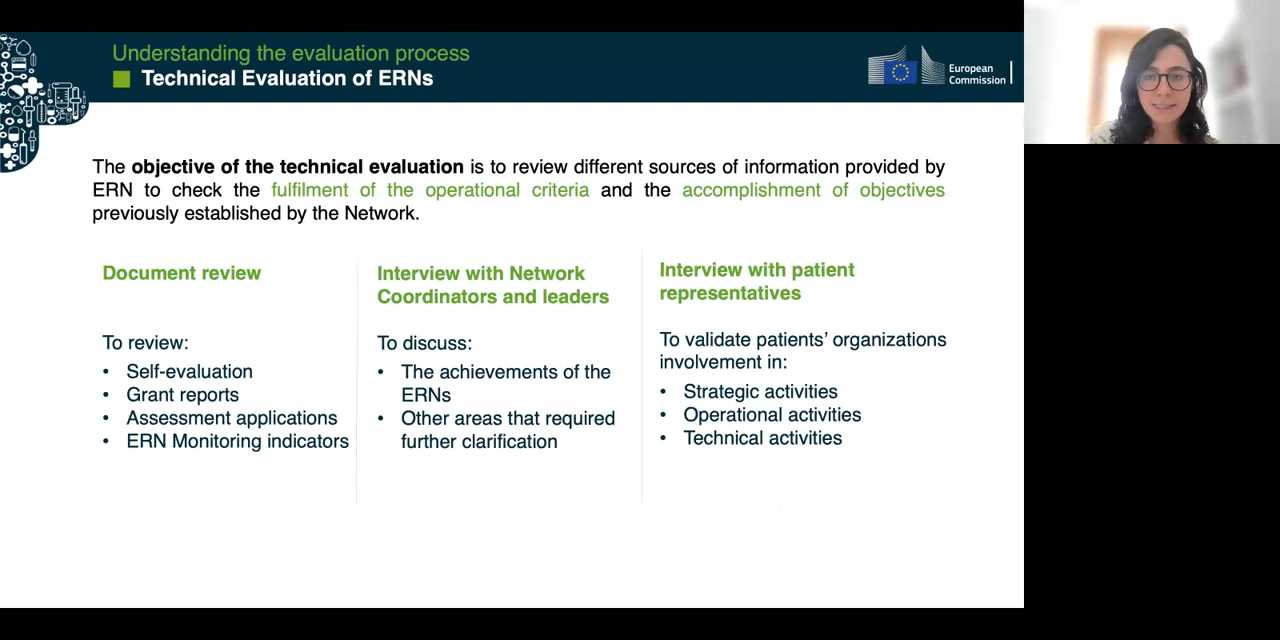 Understanding the evaluation process
Technical Evaluation of ERNs
European
Commission
The objective of the technical evaluation is to review different sources of information provided by
ERN to check the fulfilment of the operational criteria and the accomplishment of objectives
previously established by the Network.
Document review
To review:
• Self-evaluation
• Grant reports
• Assessment applications
• ERN Monitoring indicators
Interview with Network
Coordinators and leaders
To discuss:
• The achievements of the
ERNs
• Other areas that required
further clarification
Interview with patient
representatives
To validate patients’ organizations
involvement in:
• Strategic activities
• Operational activities
• Technical activities